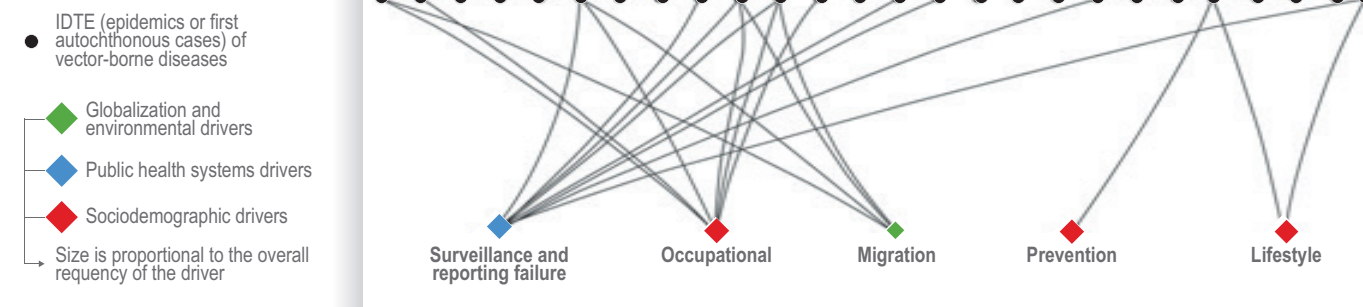 IDTE (epidemics or first
autochthonous cases) of
vector-borne diseases
Globalization and
environmental drivers
Public health systems drivers
Sociodemographic drivers
Size is proportional to the overall
requency of the driver
Surveillance and
reporting failure
Occupational
Migration
Prevention
Lifestyle